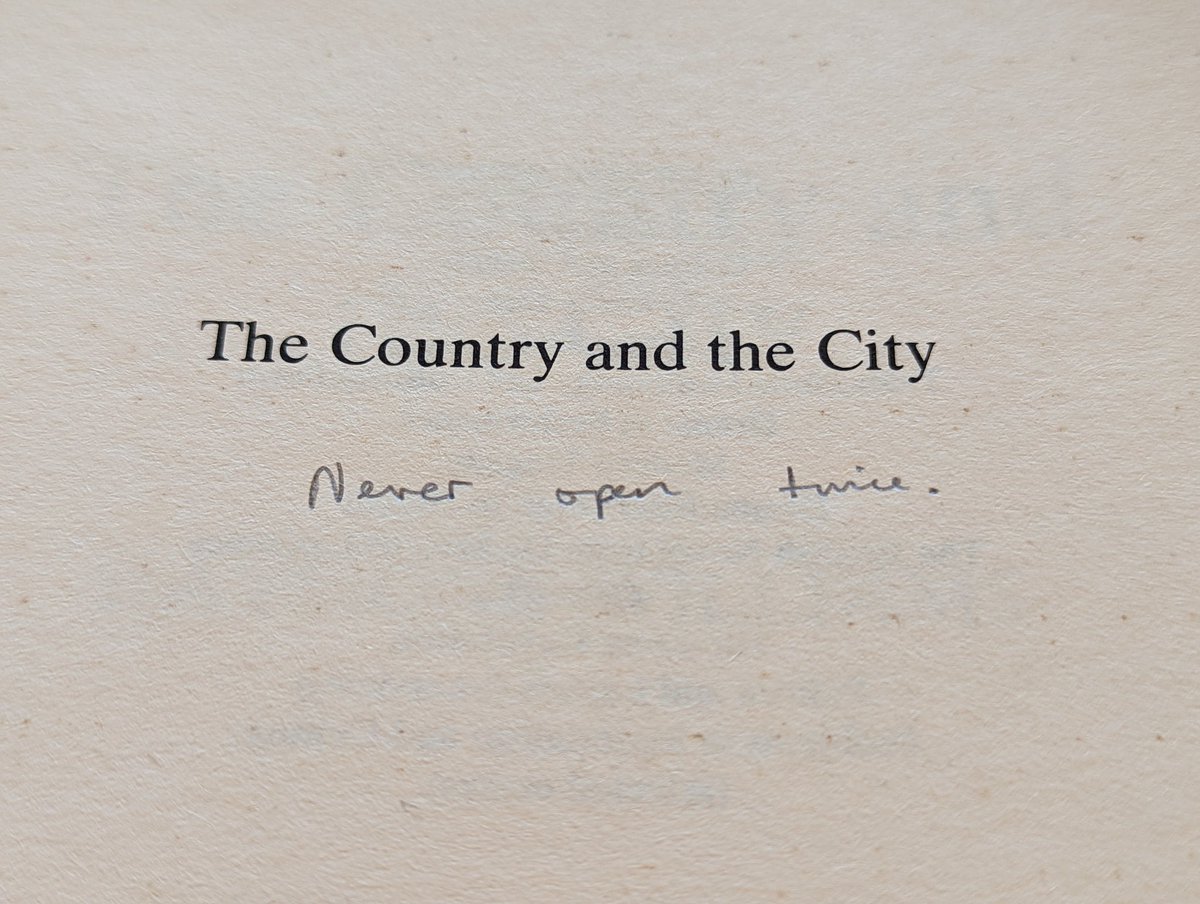 The Country and the City
Never open twice.